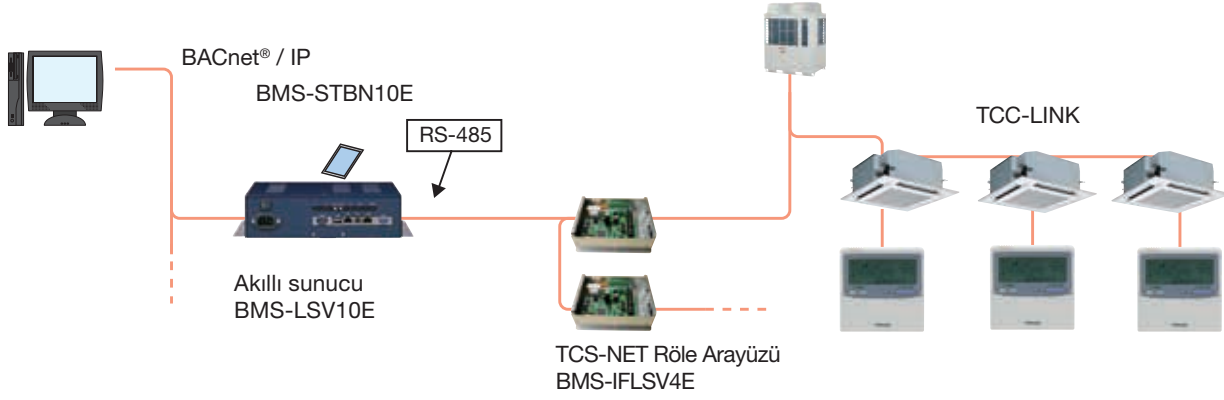 BACnet® / IP
BMS-STBN10E
RS-485
TCC-LINK
Akıllı sunucu
BMS-LSV10E
TCS-NET Röle Arayüzü
BMS-IFLSV4E